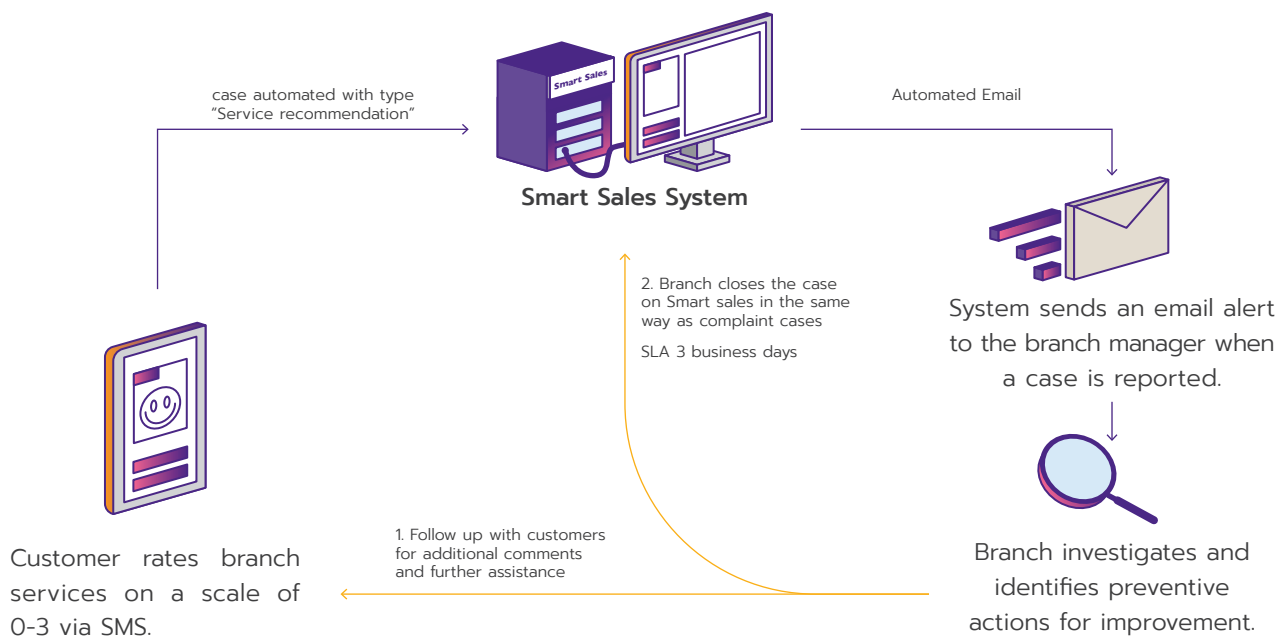 case automated with type
“Service recommendation”
Smart Sales
Automated Email
Smart Sales System
2. Branch closes the case
on Smart sales in the same
way as complaint cases
SLA 3 business days
System sends an email alert
to the branch manager when
a case is reported.
Customer rates branch
services on a scale of
0-3 via SMS.
1. Follow up with customers
for additional comments
and further assistance
Branch investigates and
identifies preventive
actions for improvement.